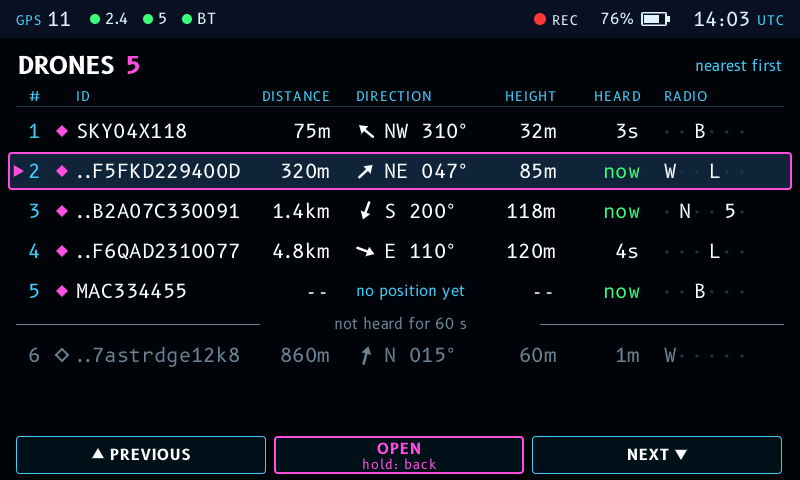 GPS 11 2.4 5 BT REC 76% 14:03 UTC
DRONES 5 nearest first
# ID DISTANCE DIRECTION HEIGHT HEARD RADIO
1 SKY04X118 75m NW 310° 32m 3s · · B · · ·
2 ..F5FKD229400D 320m NE 047° 85m now W · · L · ·
3 ..B2A07C330091 1.4km S 200° 118m now · N · · 5 ·
4 ..F6QAD2310077 4.8km E 110° 120m 4s · · · L · ·
5 MAC334455 -- no position yet -- now · · B · · ·
not heard for 60 s
6 ..7astrdge12k8 860m N 015° 60m 1m W · · · · ·
▲ PREVIOUS OPEN NEXT ▼
hold: back